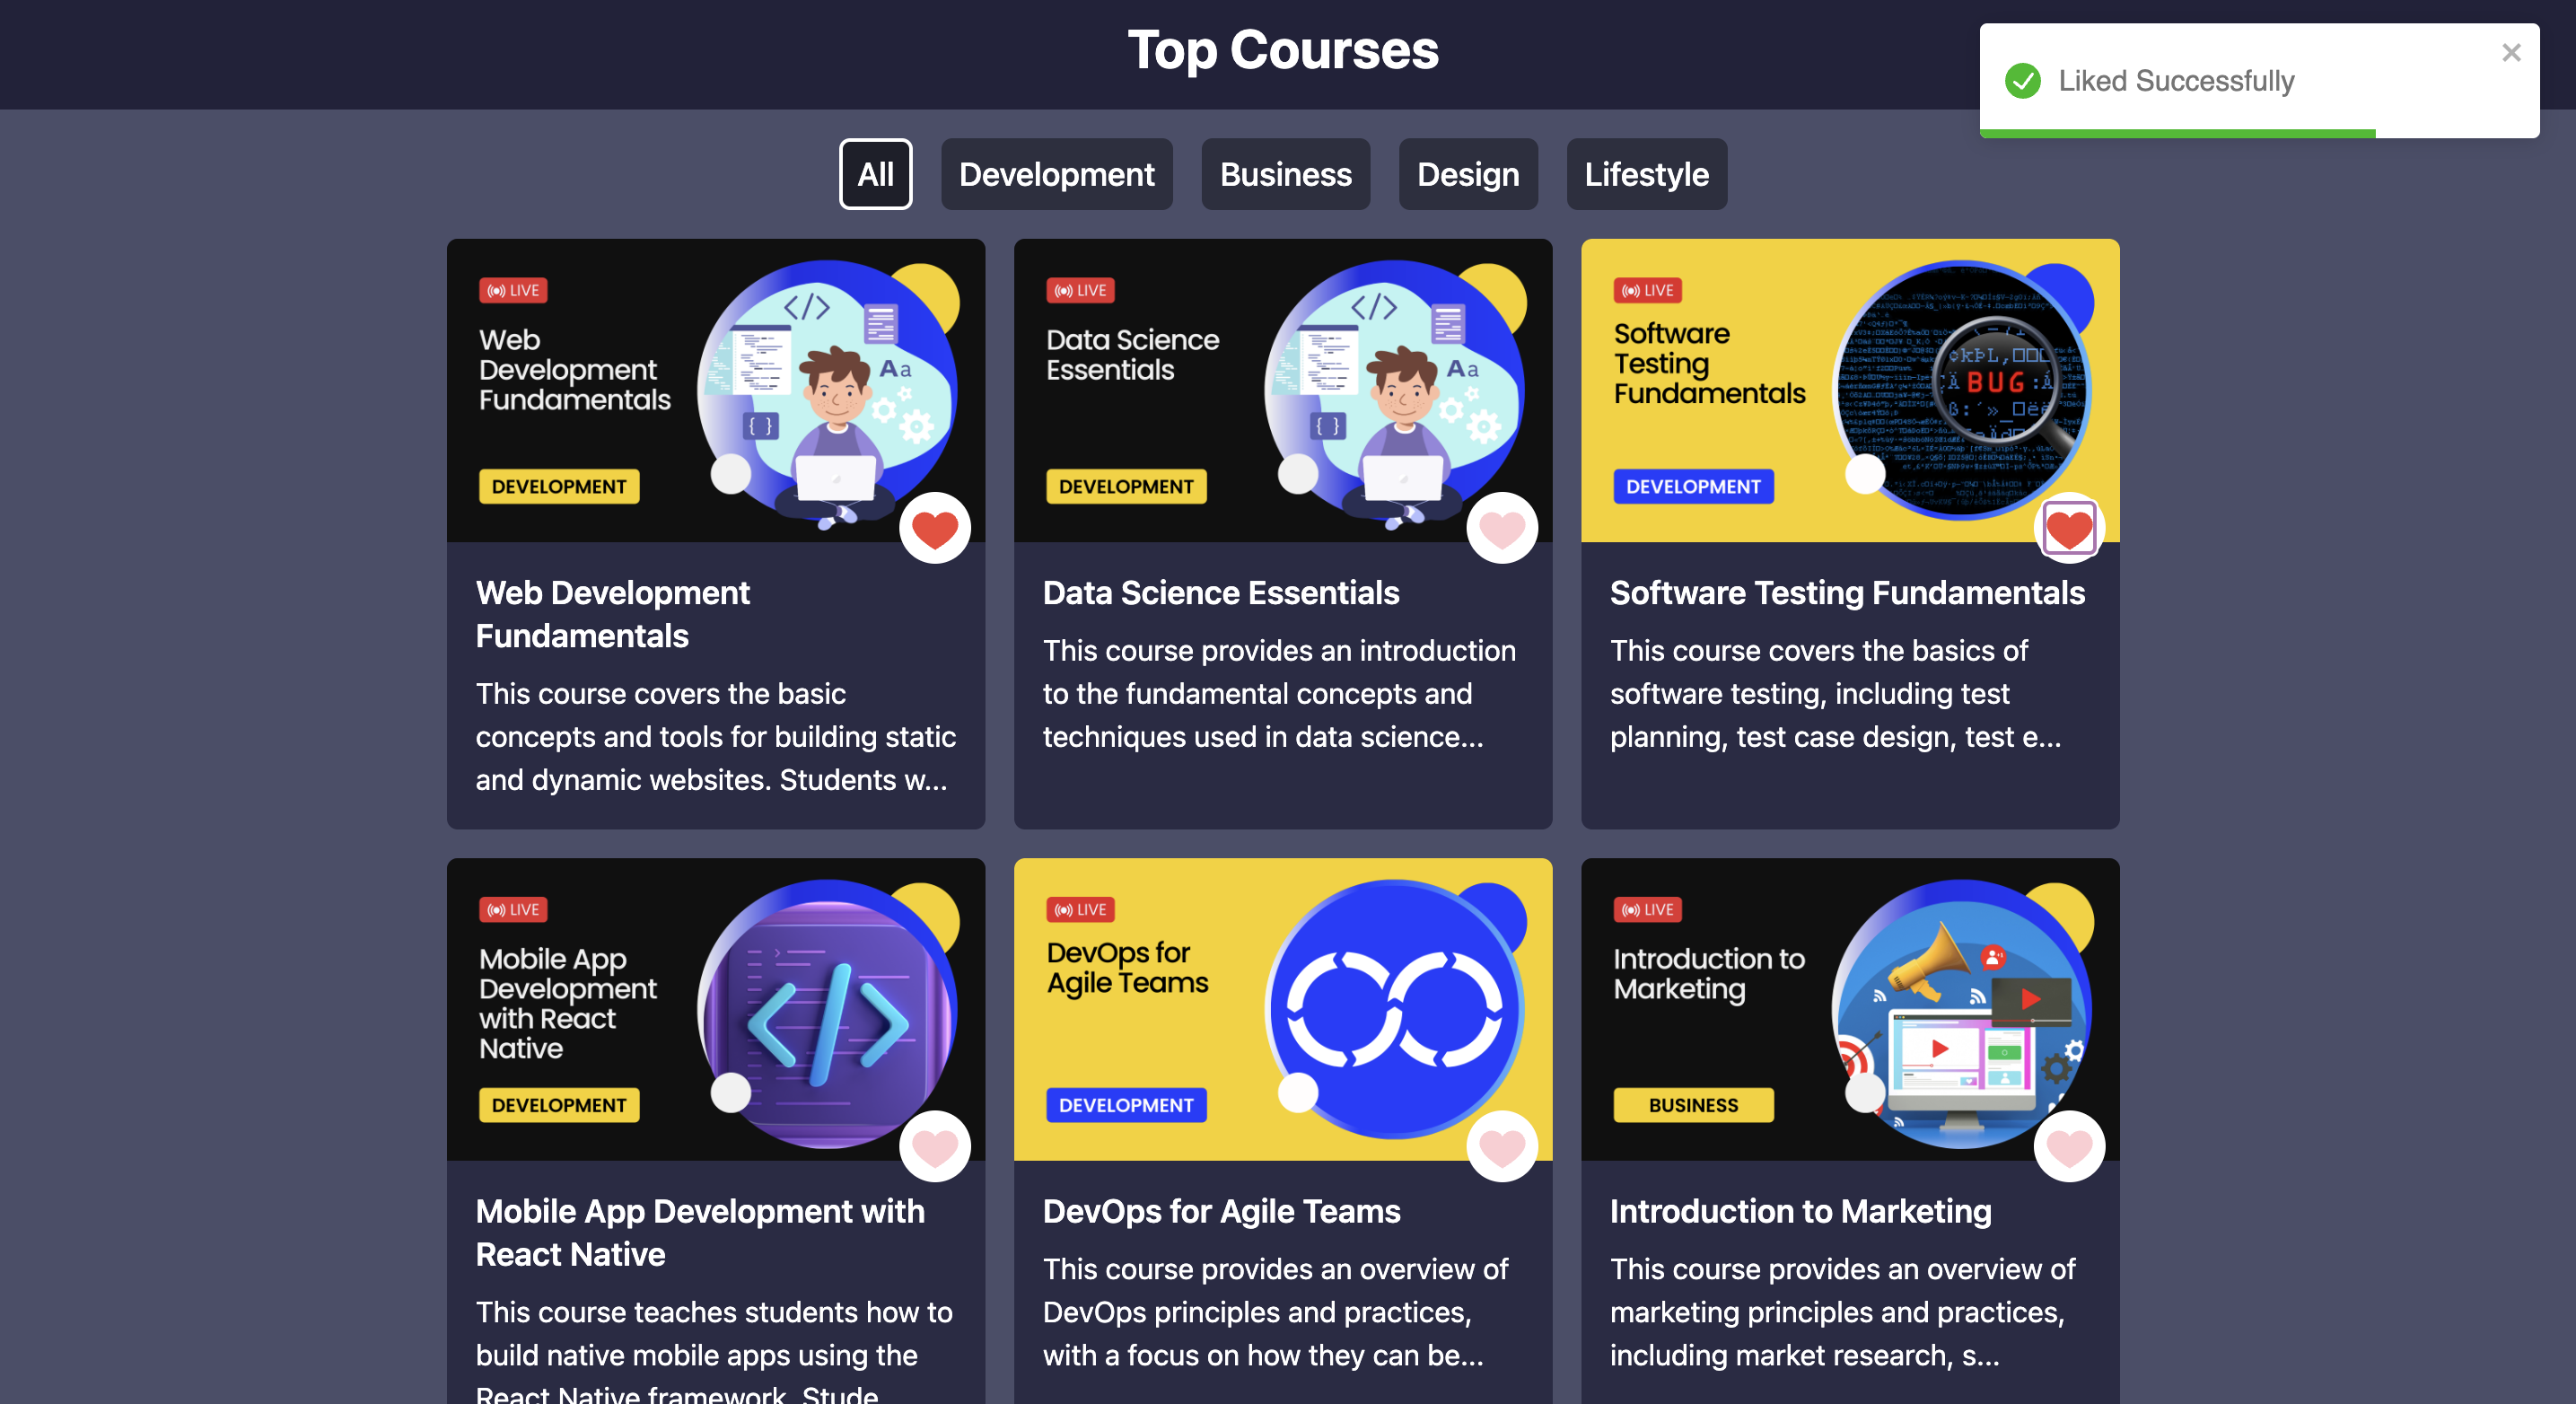 Top Courses
Liked Successfully
All
Development
Business
Design
Lifestyle
LIVE
Web
Development
Fundamentals
DEVELOPMENT
Aa
Web Development
Fundamentals
This course covers the basic
concepts and tools for building static
and dynamic websites. Students w...
LIVE
Data Science
Essentials
DEVELOPMENT
Aa
Data Science Essentials
This course provides an introduction
to the fundamental concepts and
techniques used in data science...
LIVE
Software
Testing
Fundamentals
DEVELOPMENT
BUG
Software Testing Fundamentals
This course covers the basics of
software testing, including test
planning, test case design, test e...
LIVE
Mobile App
Development
with React
Native
DEVELOPMENT
Mobile App Development with
React Native
This course teaches students how to
build native mobile apps using the
React Native framework. Stude
LIVE
DevOps for
Agile Teams
DEVELOPMENT
DevOps for Agile Teams
This course provides an overview of
DevOps principles and practices,
with a focus on how they can be...
LIVE
Introduction to
Marketing
BUSINESS
Introduction to Marketing
This course provides an overview of
marketing principles and practices,
including market research, s...